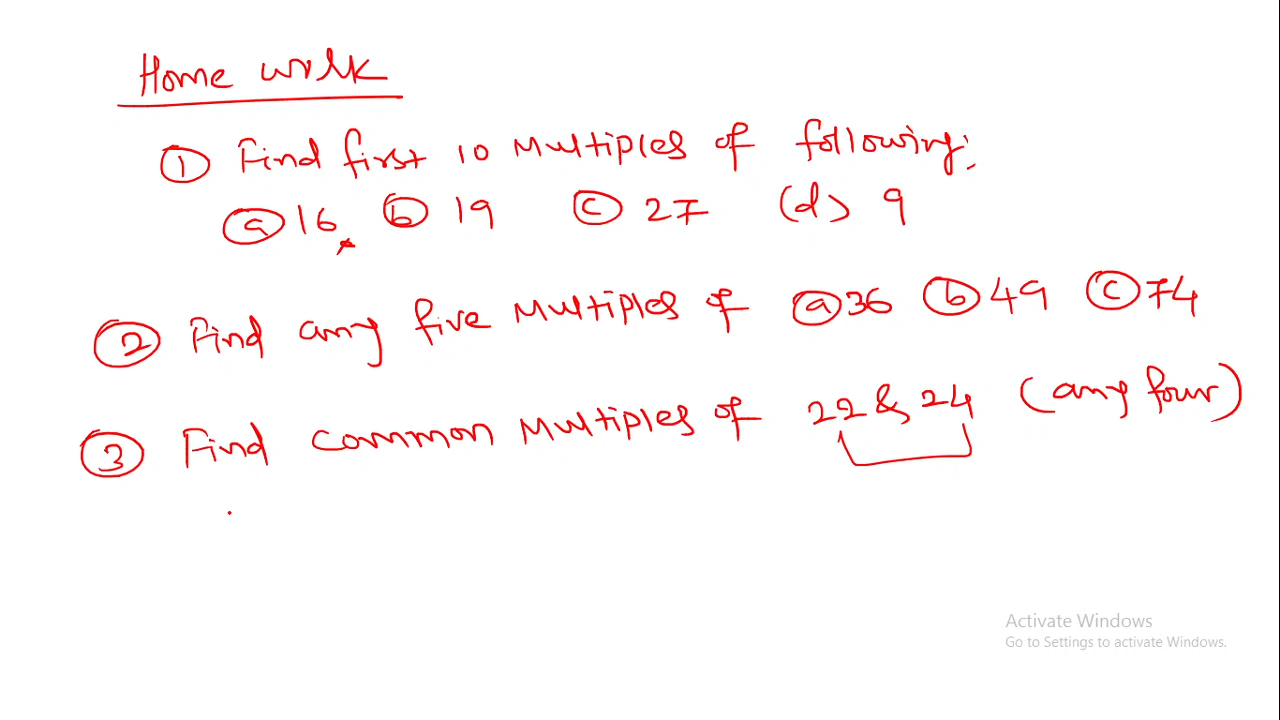 Home work
① Find first 10 Multiples of following:
ⓐ 16, ⓑ 19 ⓒ 27 (d) 9
② Find any five Multiples of ⓐ 36 ⓑ 49 ⓒ 74
③ Find common Multiples of 22 & 24 (any four)
Activate Windows
Go to Settings to activate Windows.